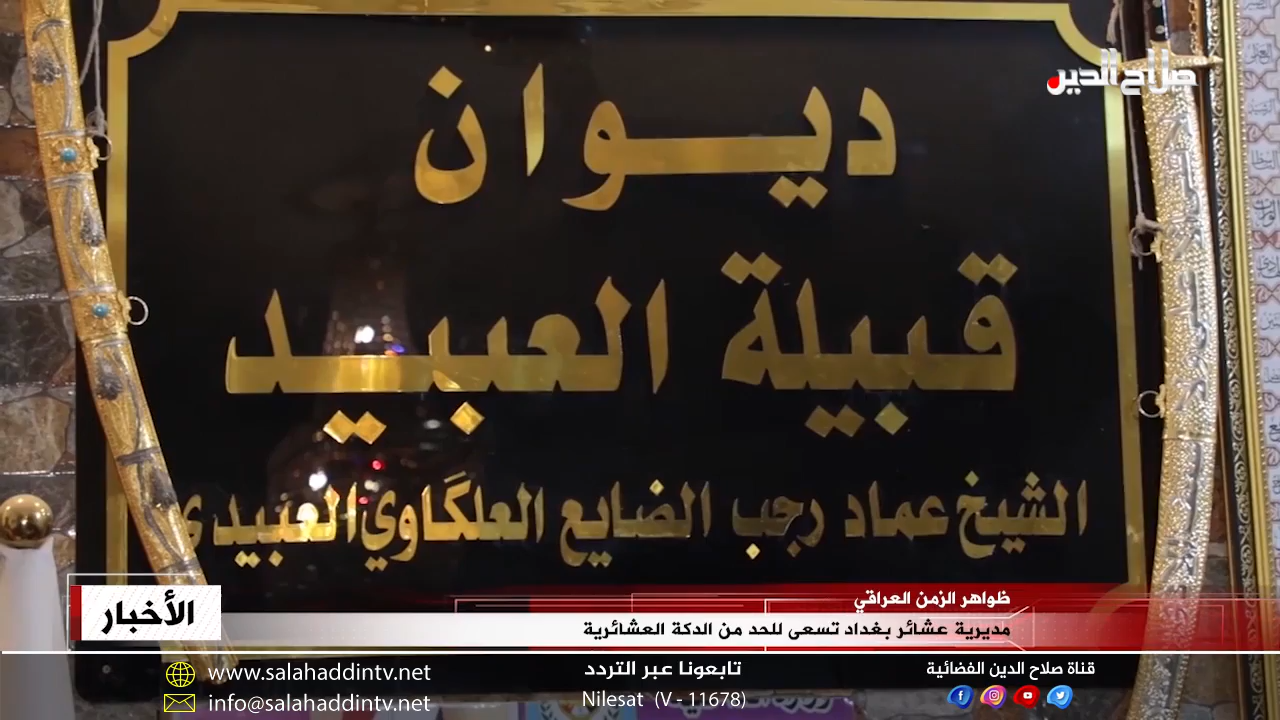 صلاح الدين
ديوان
قبيلة العبيد
الشيخ عماد رجب الضايع العلگاوي العبيدي
ظواهر الزمن العراقي
الأخبار
مديرية عشائر بغداد تسعى للحد من الدكة العشائرية
قناة صلاح الدين الفضائية
تابعونا عبر التردد
Nilesat (V - 11678)
www.salahaddintv.net
info@salahaddintv.net